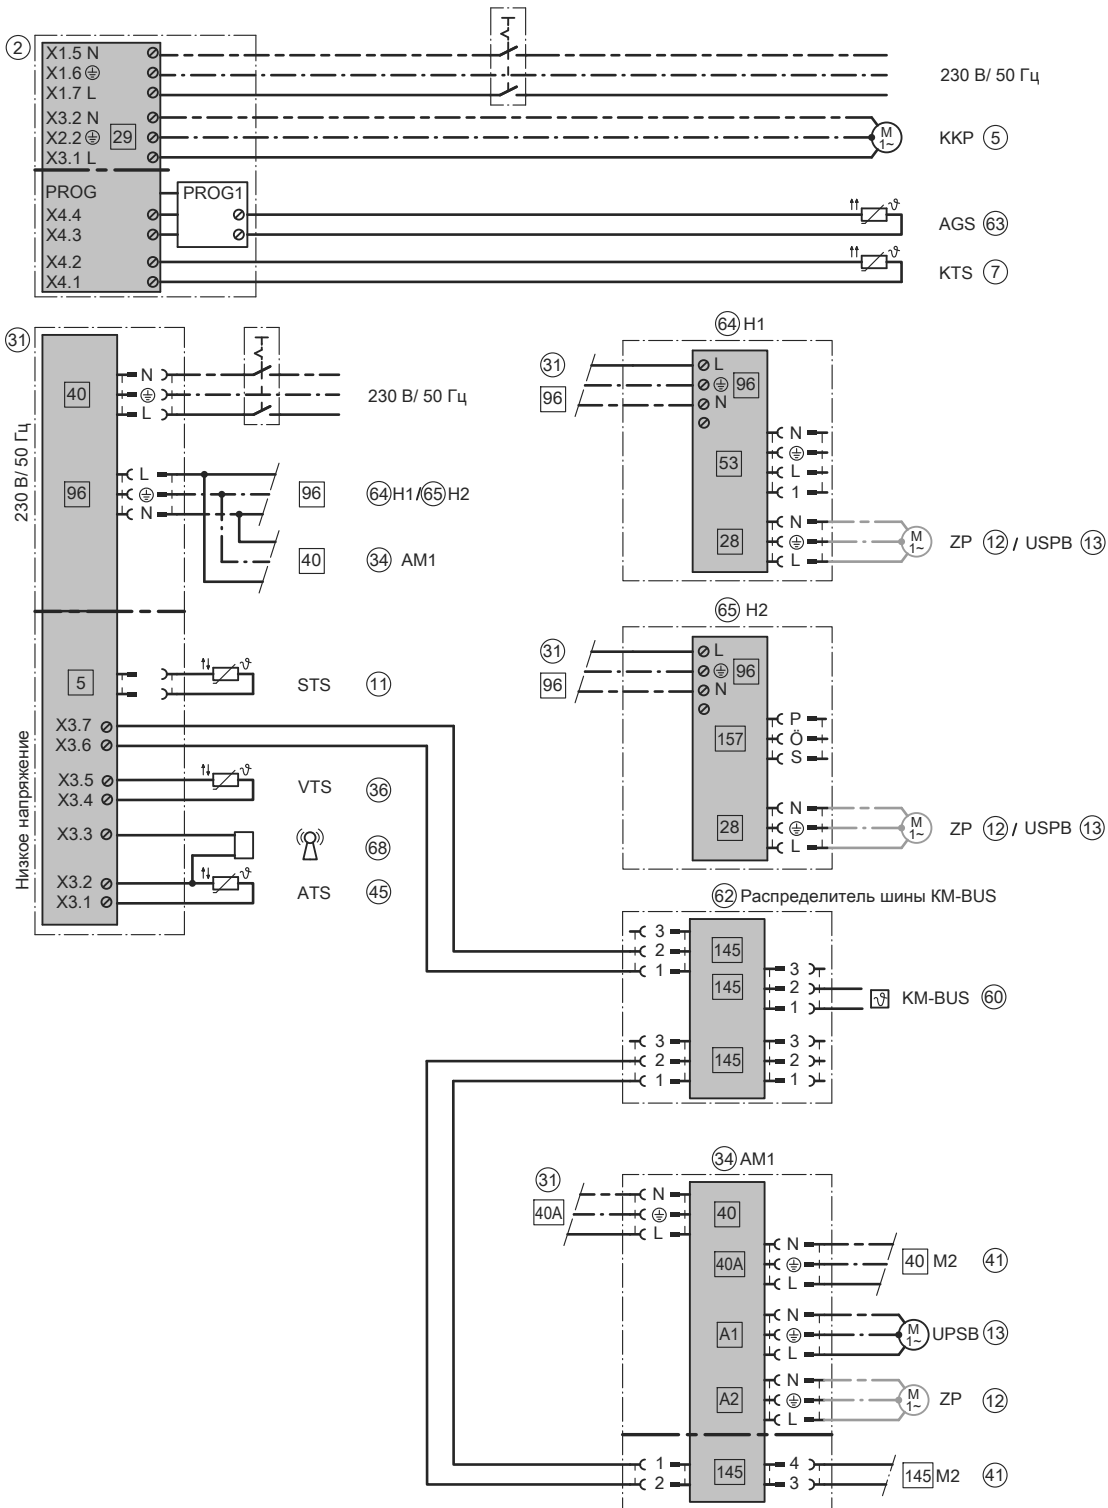 2
X1.5 N
X1.6
X1.7 L
230 В/ 50 Гц
X3.2 N
X2.2
29
X3.1 L
M
1~
KKP 5
PROG
PROG1
X4.4
X4.3
AGS 63
X4.2
X4.1
KTS 7
ϑ
ϑ
31
230 В/ 50 Гц
Низкое напряжение
40
N
L
230 В/ 50 Гц
96
L
N
96
64 H1/65 H2
40
34 AM1
5
ϑ
STS 11
X3.7
X3.6
X3.5
X3.4
ϑ
VTS 36
X3.3
68
X3.2
X3.1
ϑ
ATS 45
64 H1
31
96
L
96
N
53
N
L
1
28
N
L
M
1~
ZP 12 / USPB 13
65 H2
31
96
L
96
N
157
P
Ö
S
28
N
L
M
1~
ZP 12 / USPB 13
62 Распределитель шины KM-BUS
3
2
1
145
145
3
2
1
ϑ
KM-BUS 60
3
2
1
145
3
2
1
34 AM1
31
40A
N
L
40
40A
N
L
40 M2 41
A1
N
L
M
1~
UPSB 13
A2
N
L
M
1~
ZP 12
1
2
145
4
3
145 M2 41